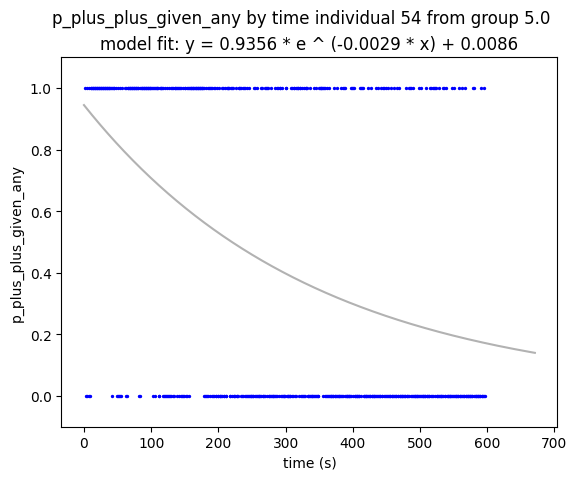 p_plus_plus_given_any by time individual 54 from group 5.0
model fit: y = 0.9356 * e ^ (-0.0029 * x) + 0.0086
1.0
0.8
0.6
0.4
0.2
0.0
p_plus_plus_given_any
0 100 200 300 400 500 600 700
time (s)